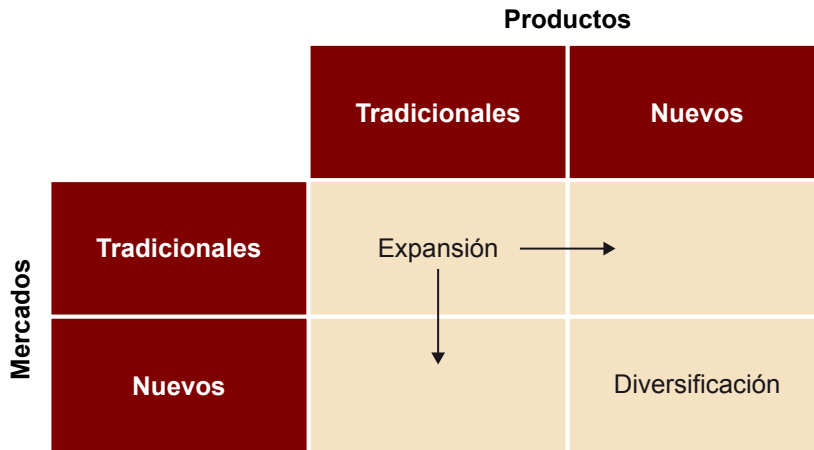 Productos
Tradicionales
Nuevos
Mercados
Tradicionales
Expansión
Nuevos
Diversificación